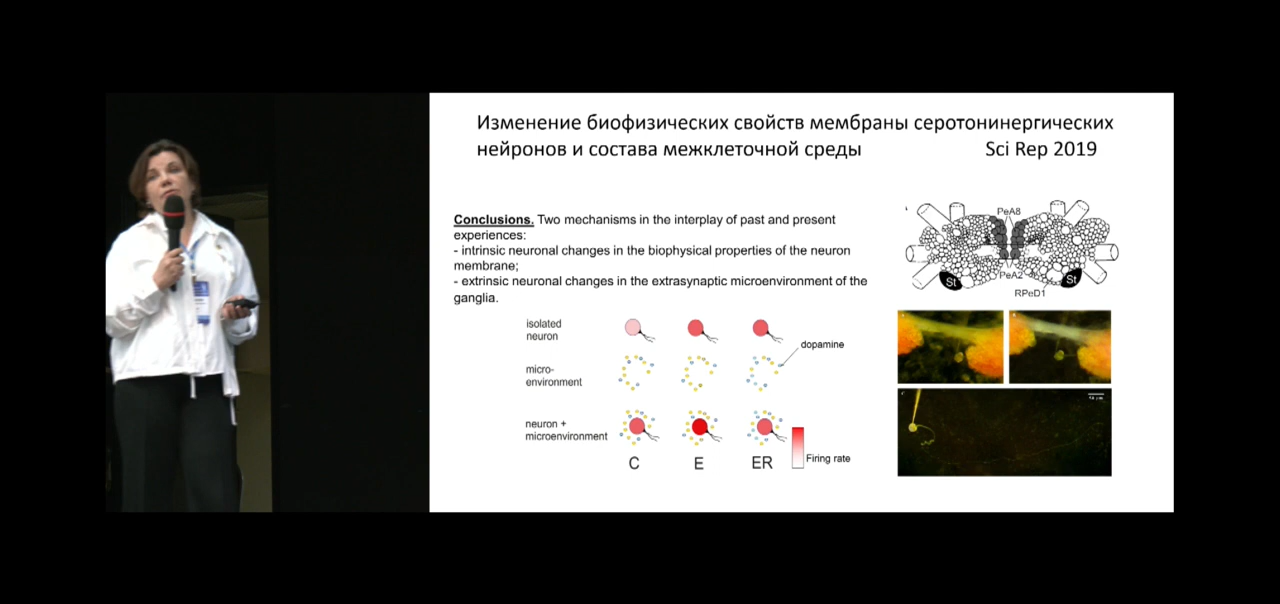 Изменение биофизических свойств мембраны серотонинергических
нейронов и состава межклеточной среды Sci Rep 2019
Conclusions. Two mechanisms in the interplay of past and present
experiences:
- intrinsic neuronal changes in the biophysical properties of the neuron
membrane;
- extrinsic neuronal changes in the extrasynaptic microenvironment of the
ganglia.
isolated
neuron
dopamine
micro-
environment
neuron +
microenvironment
C E ER
Firing rate
PeA8
PeA2
St St
RPeD1